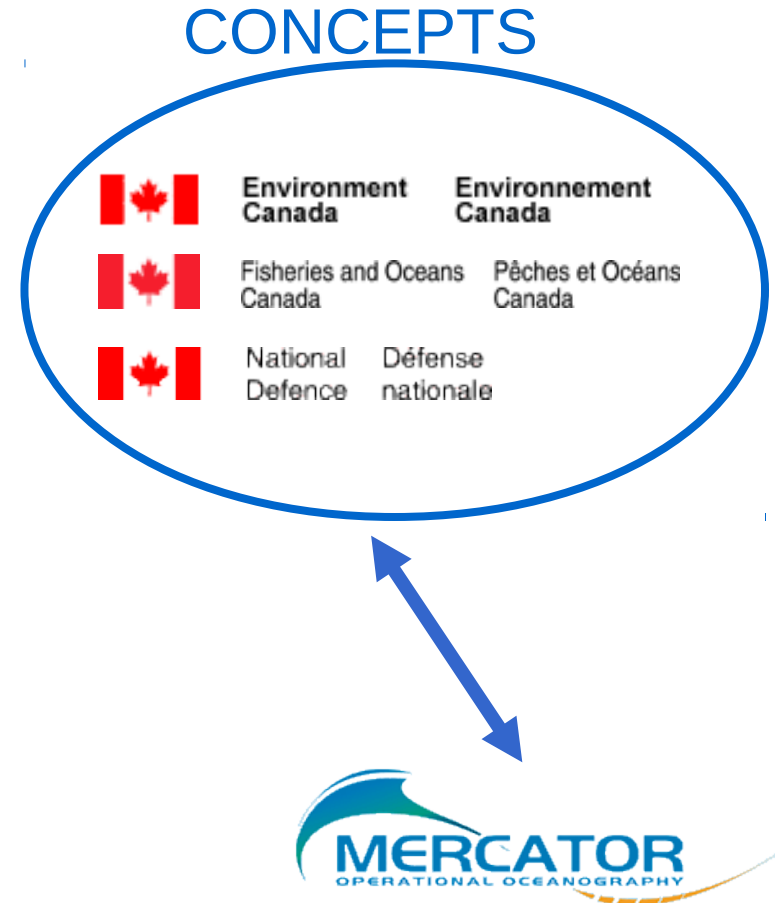 CONCEPTS
Environment Environnement
Canada Canada
Fisheries and Oceans Pêches et Océans
Canada Canada
National Défense
Defence nationale
MERCATOR
OPERATIONAL OCEANOGRAPHY